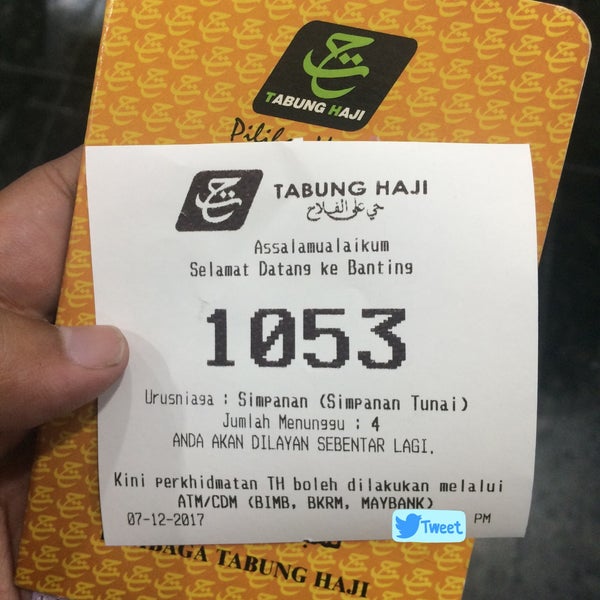 TABUNG HAJI
TABUNG HAJI
حي على الفلاح
Assalamualaikum
Selamat Datang ke Banting
1053
Urusniaga : Simpanan (Simpanan Tunai)
Jumlah Menunggu : 4
ANDA AKAN DILAYAN SEBENTAR LAGI.
Kini perkhidmatan TH boleh dilakukan melalui
ATM/CDM (BIMB, BKRM, MAYBANK)
07-12-2017 PM
Tweet
TABUNG HAJI